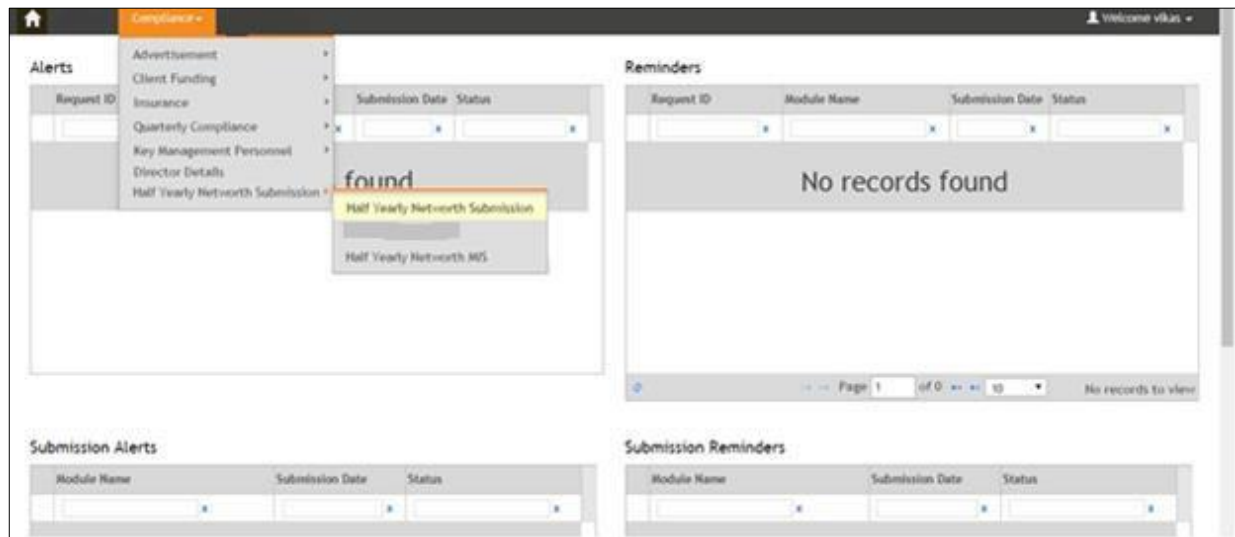 Compliance
Welcome vikas
Advertisement
Client Funding
Insurance
Quarterly Compliance
Key Management Personnel
Director Details
Half Yearly Networth Submission
Half Yearly Networth Submission
Half Yearly Networth MIS
Alerts
Request ID Submission Date Status
x x x
found
Reminders
Request ID Module Name Submission Date Status
x x x x
No records found
Page 1 of 0 10 No records to view
Submission Alerts
Module Name Submission Date Status
x x x
Submission Reminders
Module Name Submission Date Status
x x x